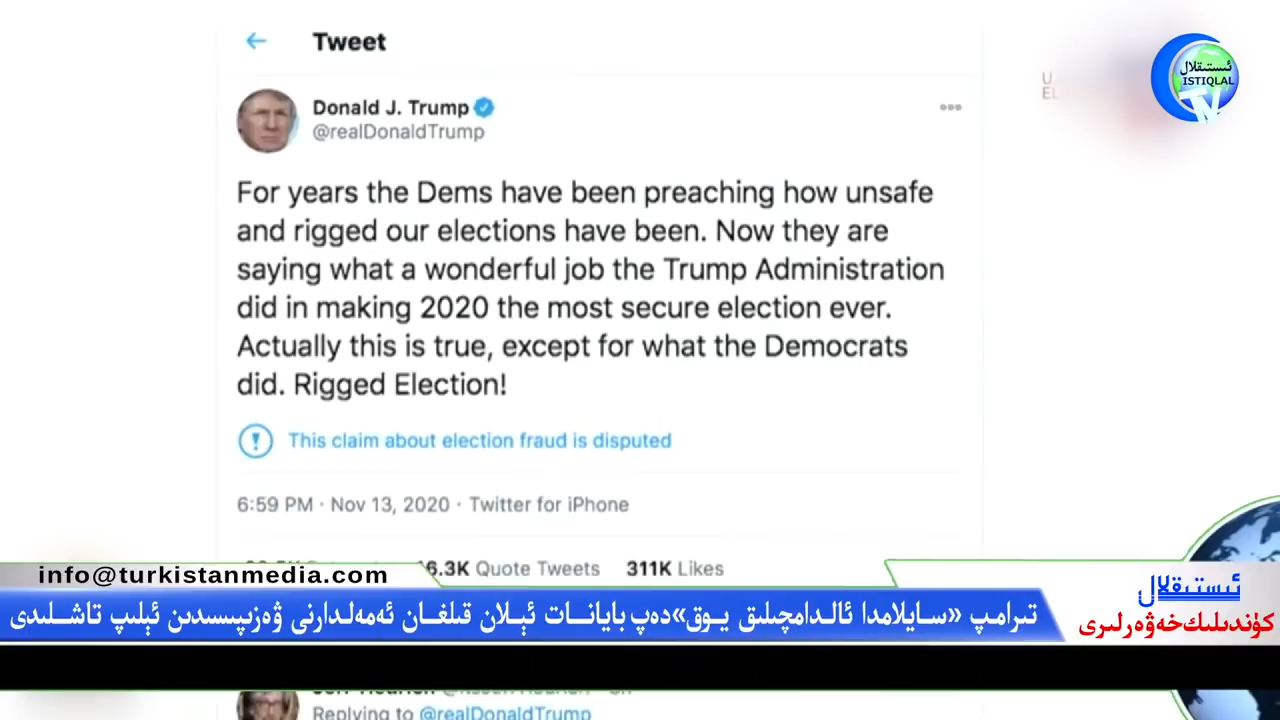 Tweet
Donald J. Trump
@realDonaldTrump
For years the Dems have been preaching how unsafe
and rigged our elections have been. Now they are
saying what a wonderful job the Trump Administration
did in making 2020 the most secure election ever.
Actually this is true, except for what the Democrats
did. Rigged Election!
This claim about election fraud is disputed
6:59 PM · Nov 13, 2020 · Twitter for iPhone
Quote Tweets 311K Likes
ئىستىقلال
ISTIQLAL
TV
info@turkistanmedia.com
تىرامپ «سايلامدا ئالدامچىلىق يوق»دەپ بايانات ئېلان قىلغان ئەمەلدارنى ۋەزىپىسىدىن ئېلىپ تاشلىدى
ئىستىقلال
كۈندىلىك خەۋەرلىرى
Replying to @realDonaldTrump